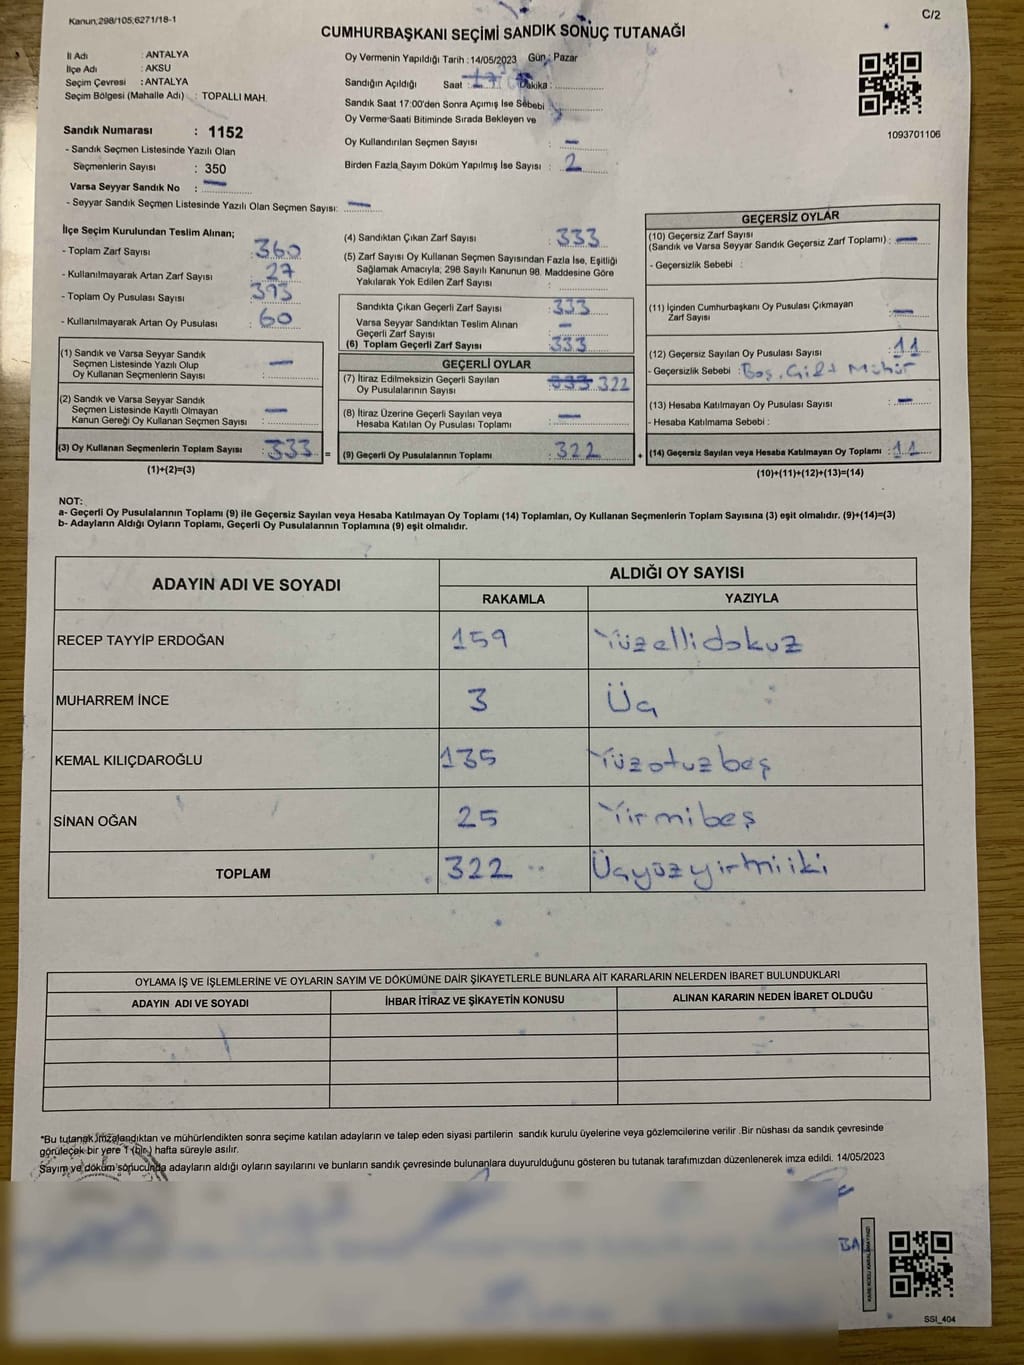 Kanun,298/105,6271/18-1
C/2
CUMHURBAŞKANI SEÇİMİ SANDIK SONUÇ TUTANAĞI
İl Adı : ANTALYA
İlçe Adı : AKSU
Seçim Çevresi : ANTALYA
Seçim Bölgesi (Mahalle Adı) : TOPALLI MAH.
Sandık Numarası : 1152
- Sandık Seçmen Listesinde Yazılı Olan
Seçmenlerin Sayısı : 350
Varsa Seyyar Sandık No : —
- Seyyar Sandık Seçmen Listesinde Yazılı Olan Seçmen Sayısı: —
Oy Vermenin Yapıldığı Tarih : 14/05/2023 Gün : Pazar
Sandığın Açıldığı Saat : 17 Dakika :
Sandık Saat 17:00'den Sonra Açımış İse Sebebi
Oy Verme Saati Bitiminde Sırada Bekleyen ve
Oy Kullandırılan Seçmen Sayısı : —
Birden Fazla Sayım Döküm Yapılmış İse Sayısı : 2
1093701106
İlçe Seçim Kurulundan Teslim Alınan;
- Toplam Zarf Sayısı : 360
- Kullanılmayarak Artan Zarf Sayısı : 27
- Toplam Oy Pusulası Sayısı : 393
- Kullanılmayarak Artan Oy Pusulası : 60
(1) Sandık ve Varsa Seyyar Sandık
Seçmen Listesinde Yazılı Olup
Oy Kullanan Seçmenlerin Sayısı : —
(2) Sandık ve Varsa Seyyar Sandık
Seçmen Listesinde Kayıtlı Olmayan
Kanun Gereği Oy Kullanan Seçmen Sayısı : —
(3) Oy Kullanan Seçmenlerin Toplam Sayısı : 333 =
(1)+(2)=(3)
(4) Sandıktan Çıkan Zarf Sayısı : 333
(5) Zarf Sayısı Oy Kullanan Seçmen Sayısından Fazla İse, Eşitliği
Sağlamak Amacıyla; 298 Sayılı Kanunun 98. Maddesine Göre
Yakılarak Yok Edilen Zarf Sayısı :
Sandıkta Çıkan Geçerli Zarf Sayısı : 333
Varsa Seyyar Sandıktan Teslim Alınan
Geçerli Zarf Sayısı : —
(6) Toplam Geçerli Zarf Sayısı : 333
GEÇERLİ OYLAR
(7) İtiraz Edilmeksizin Geçerli Sayılan
Oy Pusulalarının Sayısı : 333 322
(8) İtiraz Üzerine Geçerli Sayılan veya
Hesaba Katılan Oy Pusulası Toplamı : —
(9) Geçerli Oy Pusulalarının Toplamı : 322 +
GEÇERSİZ OYLAR
(10) Geçersiz Zarf Sayısı
(Sandık ve Varsa Seyyar Sandık Geçersiz Zarf Toplamı) : —
- Geçersizlik Sebebi :
(11) İçinden Cumhurbaşkanı Oy Pusulası Çıkmayan
Zarf Sayısı : —
(12) Geçersiz Sayılan Oy Pusulası Sayısı : 11
- Geçersizlik Sebebi : Boş, Çift Mühür
(13) Hesaba Katılmayan Oy Pusulası Sayısı : —
- Hesaba Katılmama Sebebi :
(14) Geçersiz Sayılan veya Hesaba Katılmayan Oy Toplamı : 11
(10)+(11)+(12)+(13)=(14)
NOT:
a- Geçerli Oy Pusulalarının Toplamı (9) ile Geçersiz Sayılan veya Hesaba Katılmayan Oy Toplamı (14) Toplamları, Oy Kullanan Seçmenlerin Toplam Sayısına (3) eşit olmalıdır. (9)+(14)=(3)
b- Adayların Aldığı Oyların Toplamı, Geçerli Oy Pusulalarının Toplamına (9) eşit olmalıdır.
ADAYIN ADI VE SOYADI
ALDIĞI OY SAYISI
RAKAMLA YAZIYLA
RECEP TAYYİP ERDOĞAN 159 Yüzellidokuz
MUHARREM İNCE 3 Üç
KEMAL KILIÇDAROĞLU 135 Yüzotuzbeş
SİNAN OĞAN 25 Yirmibeş
TOPLAM 322 Üçyüzyirmiiki
OYLAMA İŞ VE İŞLEMLERİNE VE OYLARIN SAYIM VE DÖKÜMÜNE DAİR ŞİKAYETLERLE BUNLARA AİT KARARLARIN NELERDEN İBARET BULUNDUKLARI
ADAYIN ADI VE SOYADI İHBAR İTİRAZ VE ŞİKAYETİN KONUSU ALINAN KARARIN NEDEN İBARET OLDUĞU
*Bu tutanak,imzalandıktan ve mühürlendikten sonra seçime katılan adayların ve talep eden siyasi partilerin sandık kurulu üyelerine veya gözlemcilerine verilir .Bir nüshası da sandık çevresinde
görülecek bir yere 1 (bir) hafta süreyle asılır.
Sayım ve döküm sonucunda adayların aldığı oyların sayılarını ve bunların sandık çevresinde bulunanlara duyurulduğunu gösteren bu tutanak tarafımızdan düzenlenerek imza edildi. 14/05/2023
BA
SSI_404